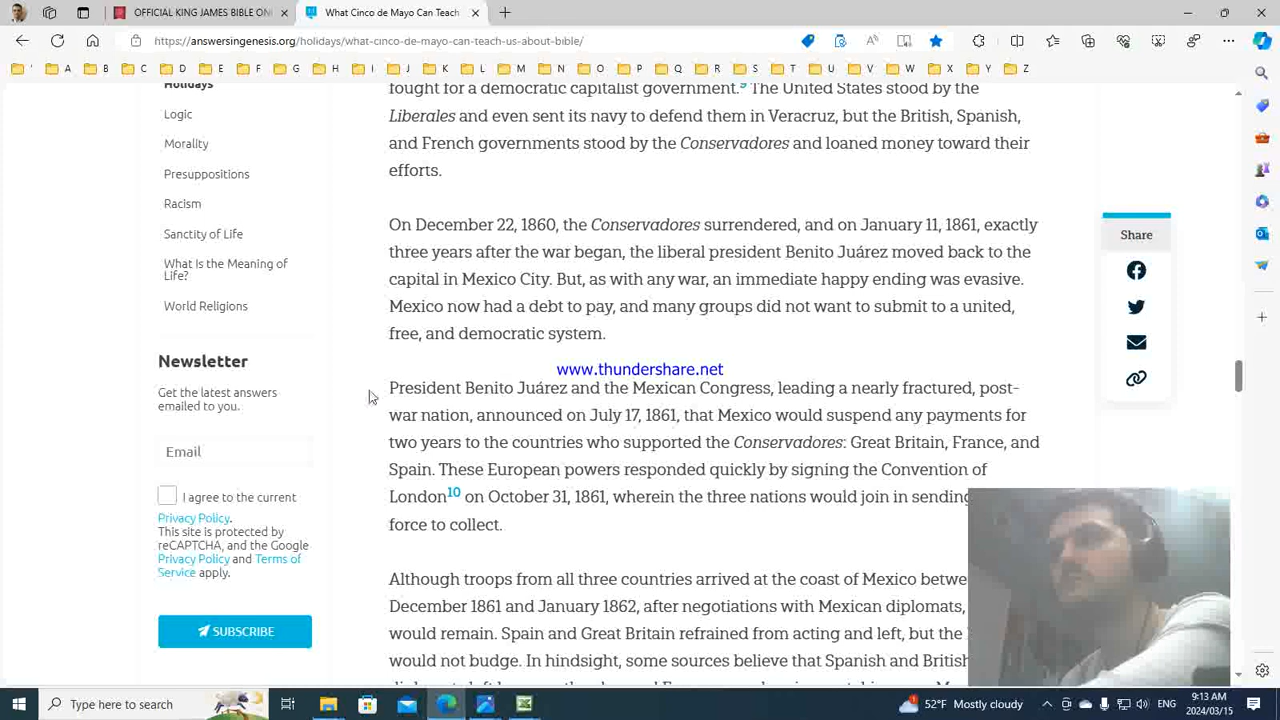 OFFICIAL KING JAMES BIBLE ONL
What Cinco de Mayo Can Teach
https://answersingenesis.org/holidays/what-cinco-de-mayo-can-teach-us-about-bible/
A B C D E F G H I J K L M N O P Q R S T U V W X Y Z
Holidays
Logic
Morality
Presuppositions
Racism
Sanctity of Life
What Is the Meaning of
Life?
World Religions
Newsletter
Get the latest answers
emailed to you.
Email
I agree to the current
Privacy Policy.
This site is protected by
reCAPTCHA, and the Google
Privacy Policy and Terms of
Service apply.
SUBSCRIBE
fought for a democratic capitalist government.9 The United States stood by the
Liberales and even sent its navy to defend them in Veracruz, but the British, Spanish,
and French governments stood by the Conservadores and loaned money toward their
efforts.
On December 22, 1860, the Conservadores surrendered, and on January 11, 1861, exactly
three years after the war began, the liberal president Benito Juárez moved back to the
capital in Mexico City. But, as with any war, an immediate happy ending was evasive.
Mexico now had a debt to pay, and many groups did not want to submit to a united,
free, and democratic system.
www.thundershare.net
President Benito Juárez and the Mexican Congress, leading a nearly fractured, post-
war nation, announced on July 17, 1861, that Mexico would suspend any payments for
two years to the countries who supported the Conservadores: Great Britain, France, and
Spain. These European powers responded quickly by signing the Convention of
London10 on October 31, 1861, wherein the three nations would join in sending
force to collect.
Although troops from all three countries arrived at the coast of Mexico betwe
December 1861 and January 1862, after negotiations with Mexican diplomats,
would remain. Spain and Great Britain refrained from acting and left, but the
would not budge. In hindsight, some sources believe that Spanish and British
Share
Type here to search
52°F Mostly cloudy
ENG
9:13 AM
2024/03/15